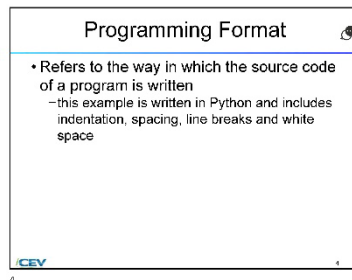 Programming Format
• Refers to the way in which the source code
of a program is written
–this example is written in Python and includes
indentation, spacing, line breaks and white
space
iCEV